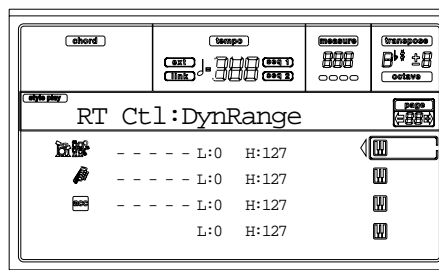 chord
tempo
measure
transpose
ext
link
seq 1
seq 2
octave
style play
page
RT Ctl:DynRange
- - - - - L:0 H:127
- - - - - L:0 H:127
acc - - - - - L:0 H:127
L:0 H:127